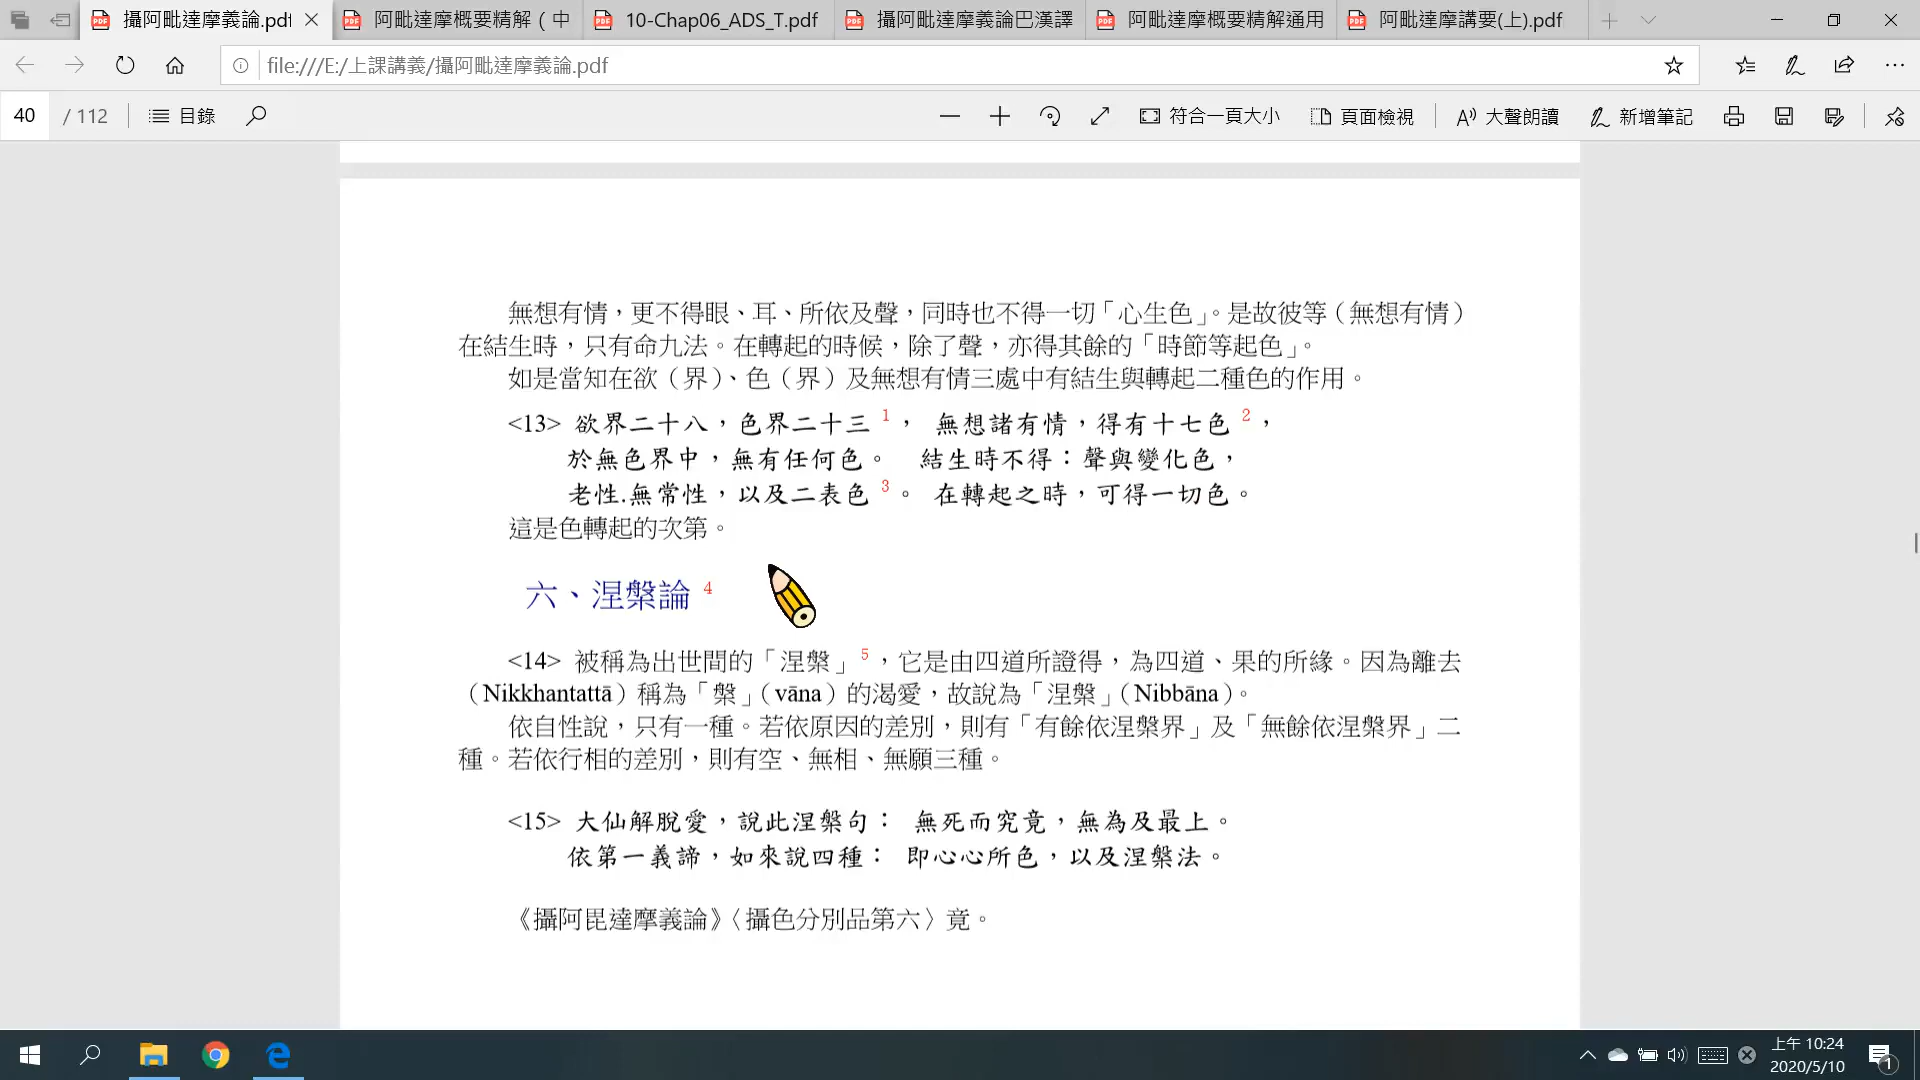 攝阿毗達摩義論.pdf
阿毗達摩概要精解（中
10-Chap06_ADS_T.pdf
攝阿毗達摩義論巴漢譯
阿毗達摩概要精解通用
阿毗達摩講要(上).pdf
file:///E:/上課講義/攝阿毗達摩義論.pdf
40 / 112 目錄 符合一頁大小 頁面檢視 大聲朗讀 新增筆記
無想有情，更不得眼、耳、所依及聲，同時也不得一切「心生色」。是故彼等（無想有情）
在結生時，只有命九法。在轉起的時候，除了聲，亦得其餘的「時節等起色」。
如是當知在欲（界）、色（界）及無想有情三處中有結生與轉起二種色的作用。
<13> 欲界二十八，色界二十三 1， 無想諸有情，得有十七色 2，
於無色界中，無有任何色。 結生時不得：聲與變化色，
老性.無常性，以及二表色 3。 在轉起之時，可得一切色。
這是色轉起的次第。
六、涅槃論 4
<14> 被稱為出世間的「涅槃」5，它是由四道所證得，為四道、果的所緣。因為離去
（Nikkhantattā）稱為「槃」（vāna）的渴愛，故說為「涅槃」（Nibbāna）。
依自性說，只有一種。若依原因的差別，則有「有餘依涅槃界」及「無餘依涅槃界」二
種。若依行相的差別，則有空、無相、無願三種。
<15> 大仙解脫愛，說此涅槃句： 無死而究竟，無為及最上。
依第一義諦，如來說四種： 即心心所色，以及涅槃法。
《攝阿毘達摩義論》〈攝色分別品第六〉竟。
上午 10:24
2020/5/10
1